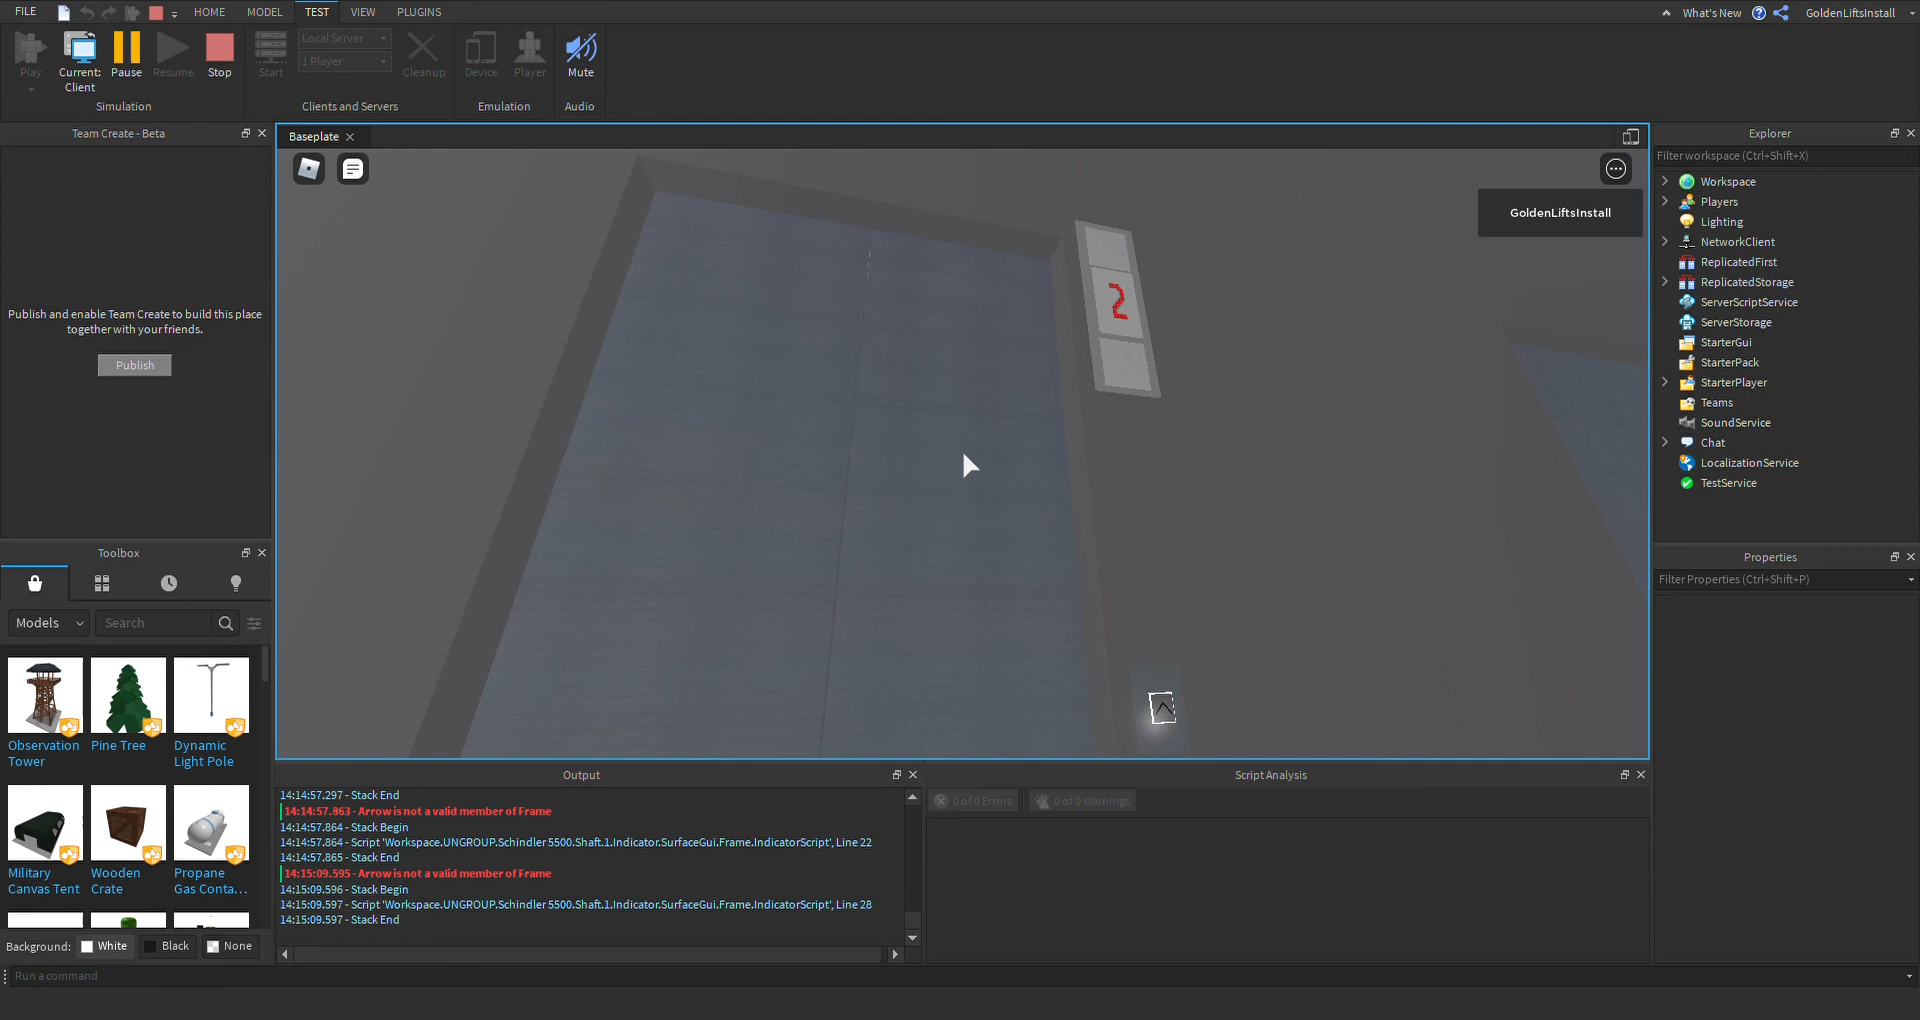 FILE
HOME
MODEL
TEST
VIEW
PLUGINS
What's New
GoldenLiftsInstall
Play
Current:
Client
Pause
Resume
Stop
Simulation
Start
Local Server
1 Player
Cleanup
Clients and Servers
Device
Player
Emulation
Mute
Audio
Team Create - Beta
Publish and enable Team Create to build this place
together with your friends.
Publish
Baseplate
GoldenLiftsInstall
2
Explorer
Filter workspace (Ctrl+Shift+X)
Workspace
Players
Lighting
NetworkClient
ReplicatedFirst
ReplicatedStorage
ServerScriptService
ServerStorage
StarterGui
StarterPack
StarterPlayer
Teams
SoundService
Chat
LocalizationService
TestService
Properties
Filter Properties (Ctrl+Shift+P)
Toolbox
Models
Search
Observation
Tower
Pine Tree
Dynamic
Light Pole
Military
Canvas Tent
Wooden
Crate
Propane
Gas Conta...
Background:
White
Black
None
Output
14:14:57.297 - Stack End
14:14:57.863 - Arrow is not a valid member of Frame
14:14:57.864 - Stack Begin
14:14:57.864 - Script 'Workspace.UNGROUP.Schindler 5500.Shaft.1.Indicator.SurfaceGui.Frame.IndicatorScript', Line 22
14:14:57.865 - Stack End
14:15:09.595 - Arrow is not a valid member of Frame
14:15:09.596 - Stack Begin
14:15:09.597 - Script 'Workspace.UNGROUP.Schindler 5500.Shaft.1.Indicator.SurfaceGui.Frame.IndicatorScript', Line 28
14:15:09.597 - Stack End
Script Analysis
0 of 0 Errors
0 of 0 Warnings
Run a command